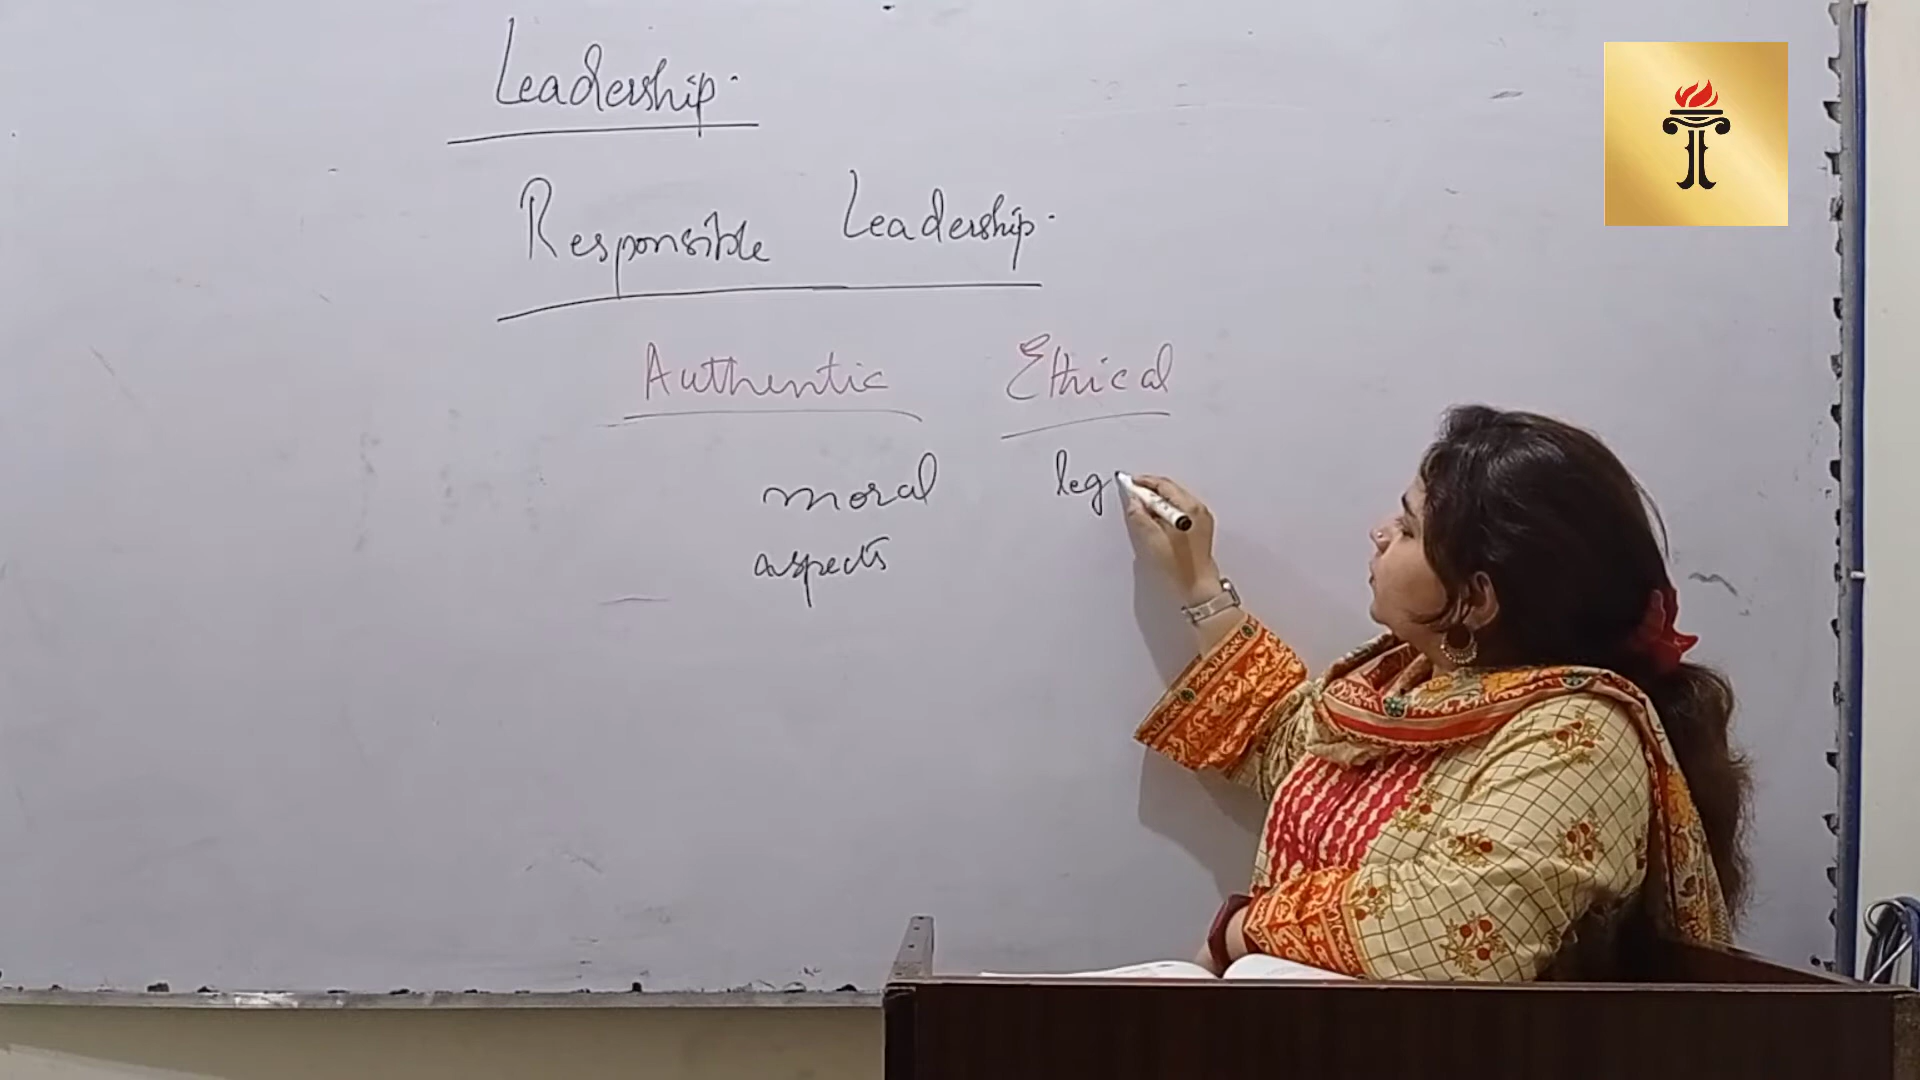 Leadership.
Responsible Leadership.
Authentic Ethical
moral leg
aspects